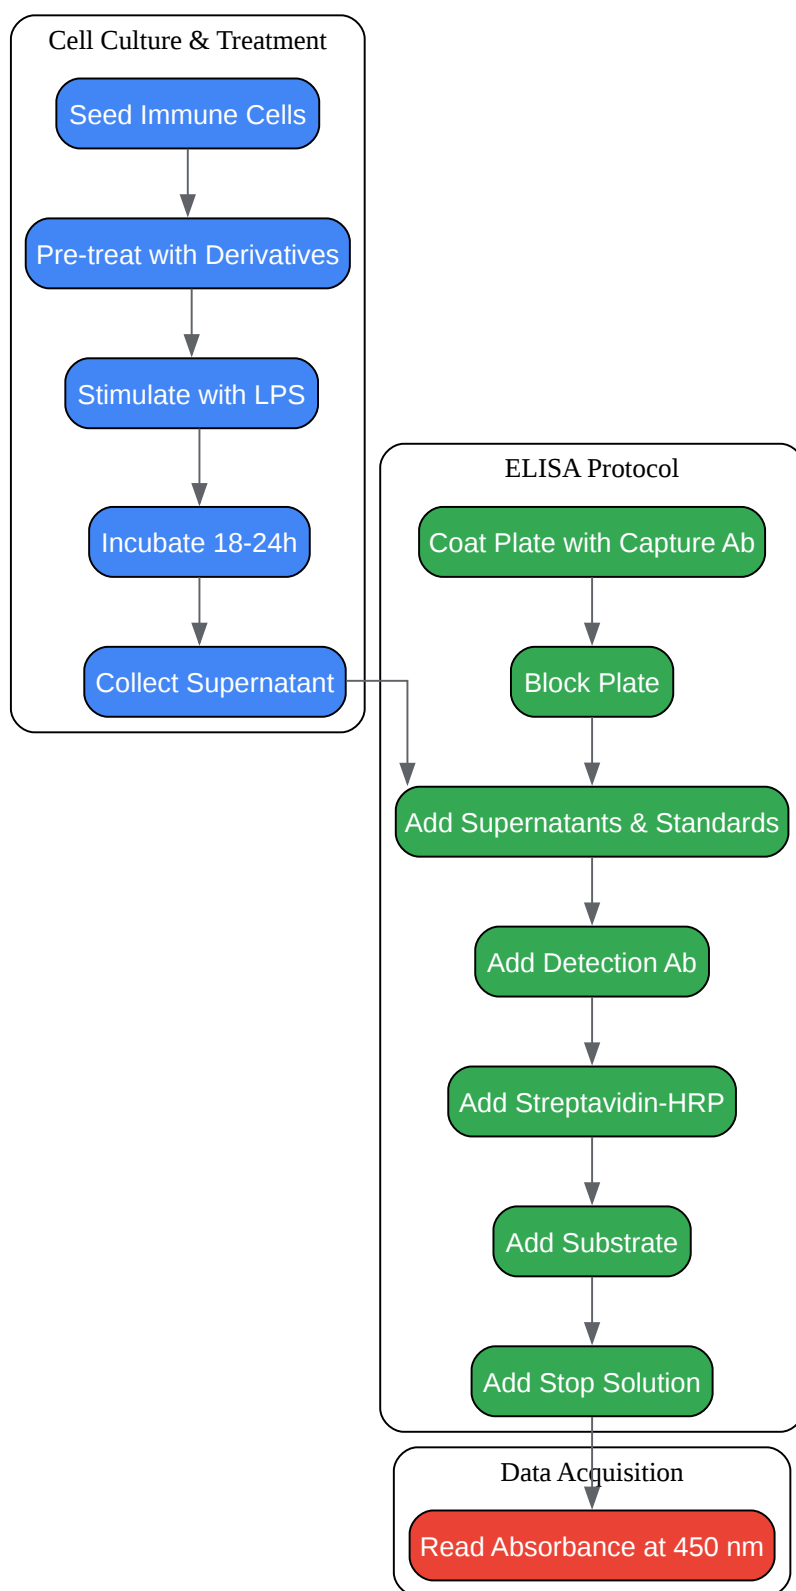 Cell Culture & Treatment
Seed Immune Cells
Pre-treat with Derivatives
Stimulate with LPS
Incubate 18-24h
Collect Supernatant
ELISA Protocol
Coat Plate with Capture Ab
Block Plate
Add Supernatants & Standards
Add Detection Ab
Add Streptavidin-HRP
Add Substrate
Add Stop Solution
Data Acquisition
Read Absorbance at 450 nm